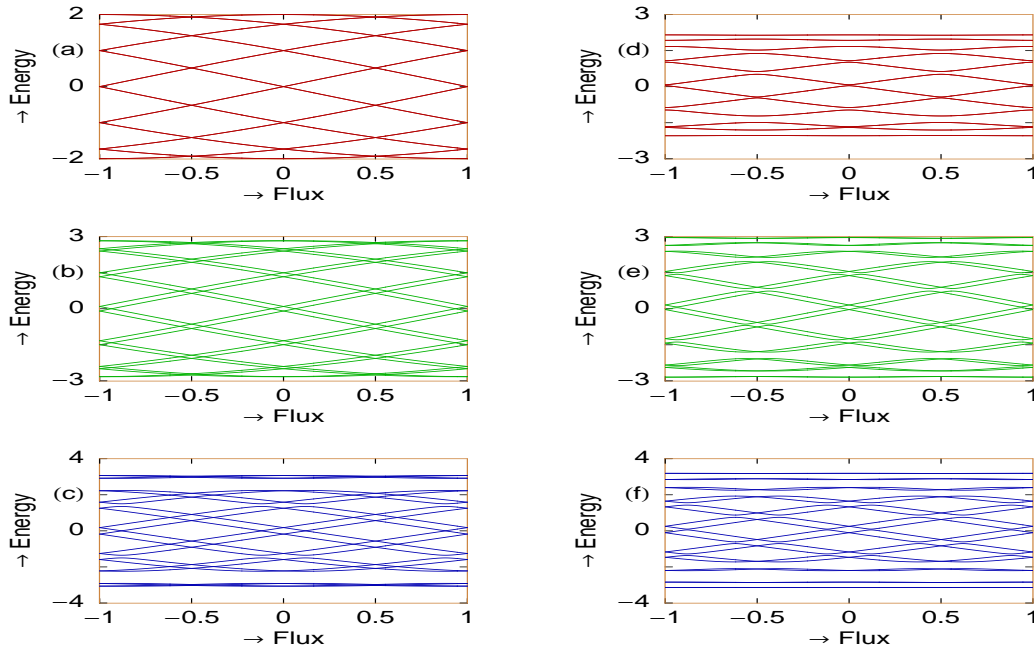 2
(a)
0
−2
→ Energy
−1 −0.5 0 0.5 1
→ Flux
3
(d)
0
−3
→ Energy
−1 −0.5 0 0.5 1
→ Flux
3
(b)
0
−3
→ Energy
−1 −0.5 0 0.5 1
→ Flux
3
(e)
0
−3
→ Energy
−1 −0.5 0 0.5 1
→ Flux
4
(c)
0
−4
→ Energy
−1 −0.5 0 0.5 1
→ Flux
4
(f)
0
−4
→ Energy
−1 −0.5 0 0.5 1
→ Flux